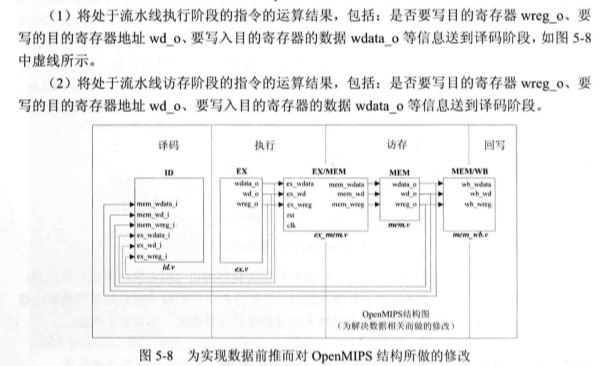 （1）将处于流水线执行阶段的指令的运算结果，包括：是否要写目的寄存器 wreg_o、要
写的目的寄存器地址 wd_o、要写入目的寄存器的数据 wdata_o 等信息送到译码阶段，如图 5-8
中虚线所示。
（2）将处于流水线访存阶段的指令的运算结果，包括：是否要写目的寄存器 wreg_o、要
写的目的寄存器地址 wd_o、要写入目的寄存器的数据 wdata_o 等信息送到译码阶段。
译码 执行 访存 回写
ID EX EX/MEM MEM MEM/WB
wdata_o ex_wdata mem_wdata wdata_o wb_wdata
wd_o ex_wd mem_wd wd_o wb_wd
mem_wdata_i wreg_o ex_wreg mem_wreg wreg_o wb_wreg
mem_wd_i rst
mem_wreg_i clk mem.v
ex_wdata_i ex_mem.v mem_wb.v
ex_wd_i
ex_wreg_i
id.v ex.v
OpenMIPS结构图
（为解决数据相关而做的修改）
图 5-8 为实现数据前推而对 OpenMIPS 结构所做的修改